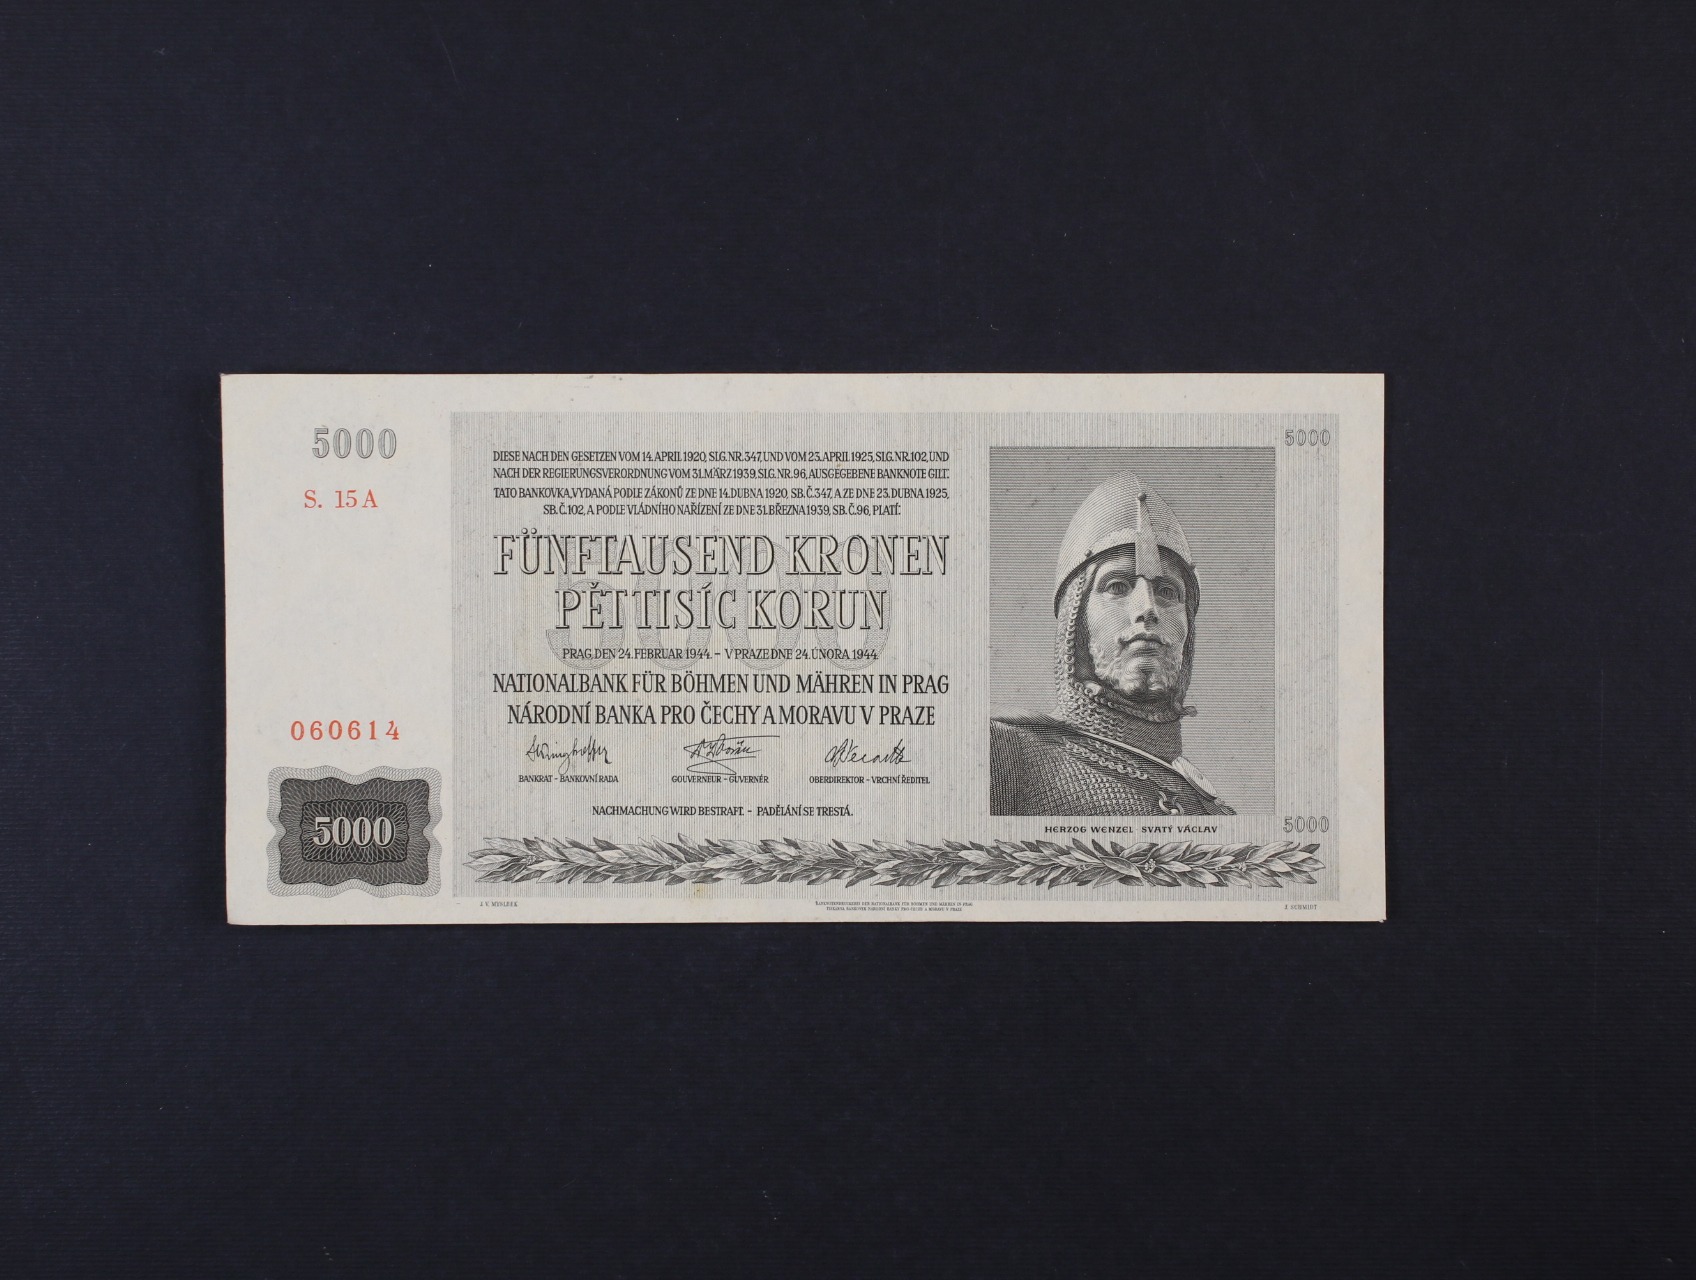 5000
S. 15 A
060614
5000
DIESE NACH DEN GESETZEN VOM 14. APRIL 1920, SLG. NR. 347, UND VOM 23. APRIL 1925, SLG. NR. 102, UND
NACH DER REGIERUNGSVERORDNUNG VOM 31. MÄRZ 1939, SLG. NR. 96, AUSGEGEBENE BANKNOTE GILT:
TATO BANKOVKA, VYDANÁ PODLE ZÁKONŮ ZE DNE 14. DUBNA 1920, SB. Č. 347, A ZE DNE 23. DUBNA 1925,
SB. Č. 102, A PODLE VLÁDNÍHO NAŘÍZENÍ ZE DNE 31. BŘEZNA 1939, SB. Č. 96, PLATÍ:
5000
FÜNFTAUSEND KRONEN
PĚT TISÍC KORUN
PRAG, DEN 24. FEBRUAR 1944. - V PRAZE DNE 24. ÚNORA 1944.
NATIONALBANK FÜR BÖHMEN UND MÄHREN IN PRAG
NÁRODNÍ BANKA PRO ČECHY A MORAVU V PRAZE
BANKRAT - BANKOVNÍ RADA
GOUVERNEUR - GUVERNÉR
OBERDIREKTOR - VRCHNÍ ŘEDITEL
NACHMACHUNG WIRD BESTRAFT. - PADĚLÁNÍ SE TRESTÁ.
5000
HERZOG WENZEL SVATÝ VÁCLAV
5000
J. SCHMIDT